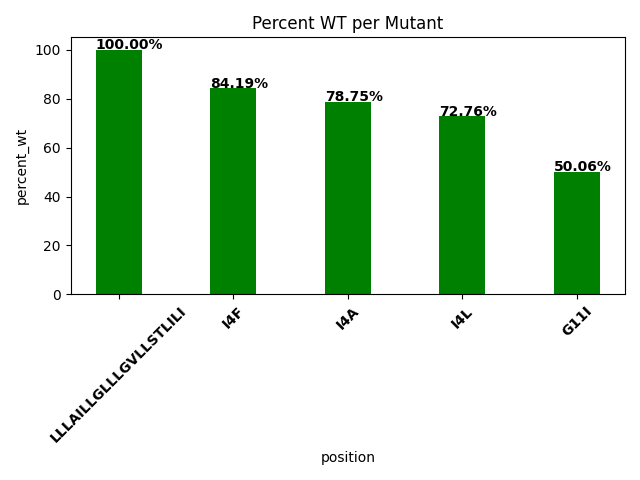 Percent WT per Mutant
percent_wt
100
80
60
40
20
0
100.00%
84.19%
78.75%
72.76%
50.06%
LLLAILLGLLLGVLLSTLILI
I4F
I4A
I4L
G11I
position